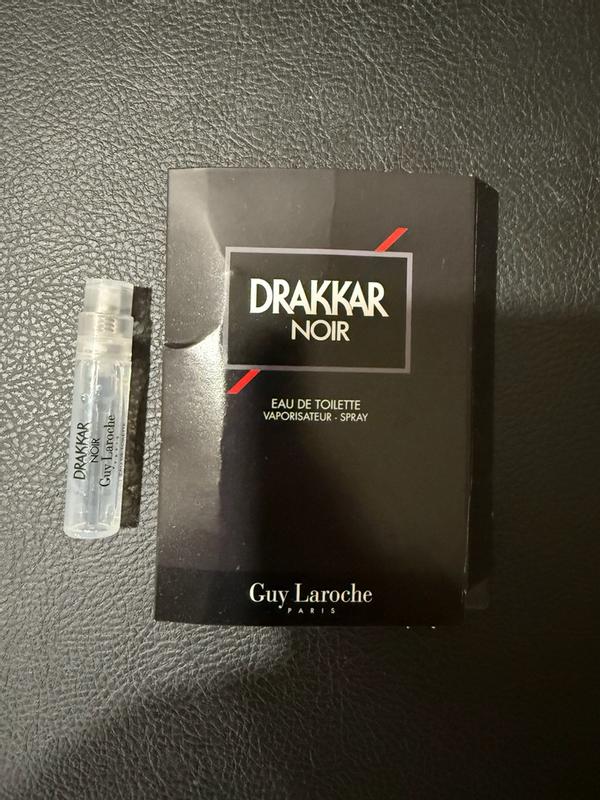 DRAKKAR
NOIR
EAU DE TOILETTE
VAPORISATEUR - SPRAY
Guy Laroche
PARIS
DRAKKAR
NOIR
Guy Laroche